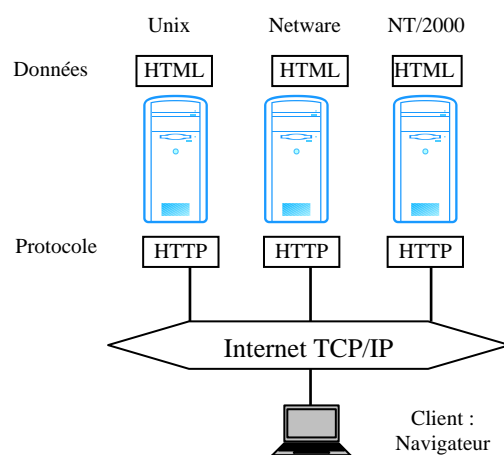 Unix Netware NT/2000
Données HTML HTML HTML
Protocole HTTP HTTP HTTP
Internet TCP/IP
Client :
Navigateur